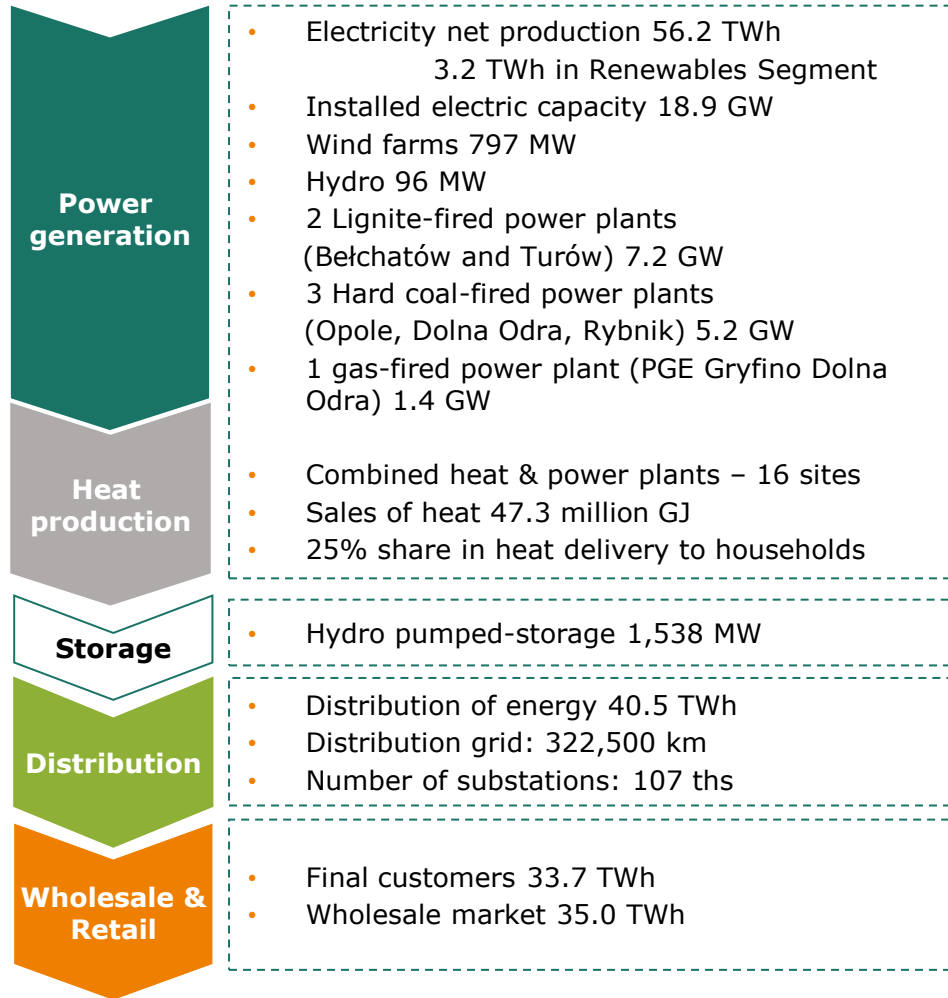 Power
generation
• Electricity net production 56.2 TWh
3.2 TWh in Renewables Segment
• Installed electric capacity 18.9 GW
• Wind farms 797 MW
• Hydro 96 MW
• 2 Lignite-fired power plants
(Bełchatów and Turów) 7.2 GW
• 3 Hard coal-fired power plants
(Opole, Dolna Odra, Rybnik) 5.2 GW
• 1 gas-fired power plant (PGE Gryfino Dolna
Odra) 1.4 GW
Heat
production
• Combined heat & power plants – 16 sites
• Sales of heat 47.3 million GJ
• 25% share in heat delivery to households
Storage
• Hydro pumped-storage 1,538 MW
Distribution
• Distribution of energy 40.5 TWh
• Distribution grid: 322,500 km
• Number of substations: 107 ths
Wholesale &
Retail
• Final customers 33.7 TWh
• Wholesale market 35.0 TWh